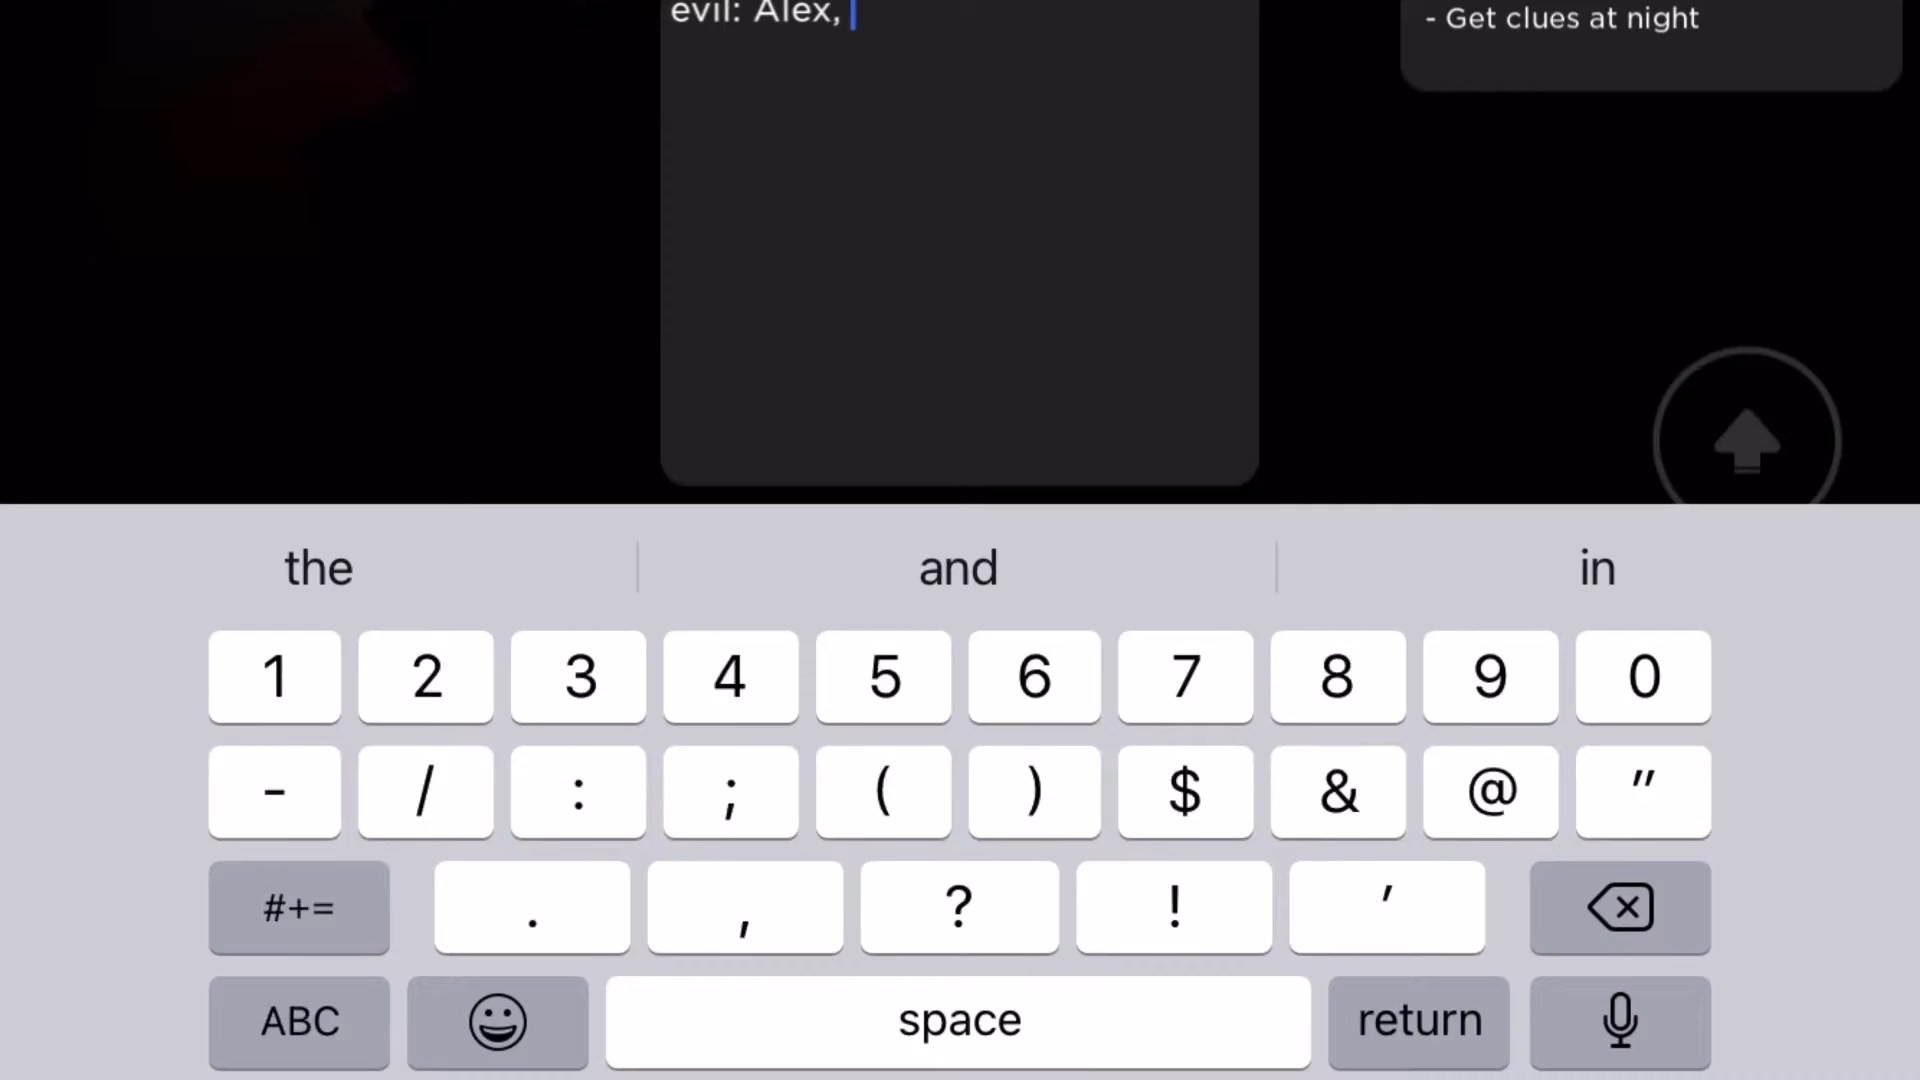 evil: Alex,
- Get clues at night
the and in
1 2 3 4 5 6 7 8 9 0
- / : ; ( ) $ & @ "
#+= . , ? ! '
ABC space return